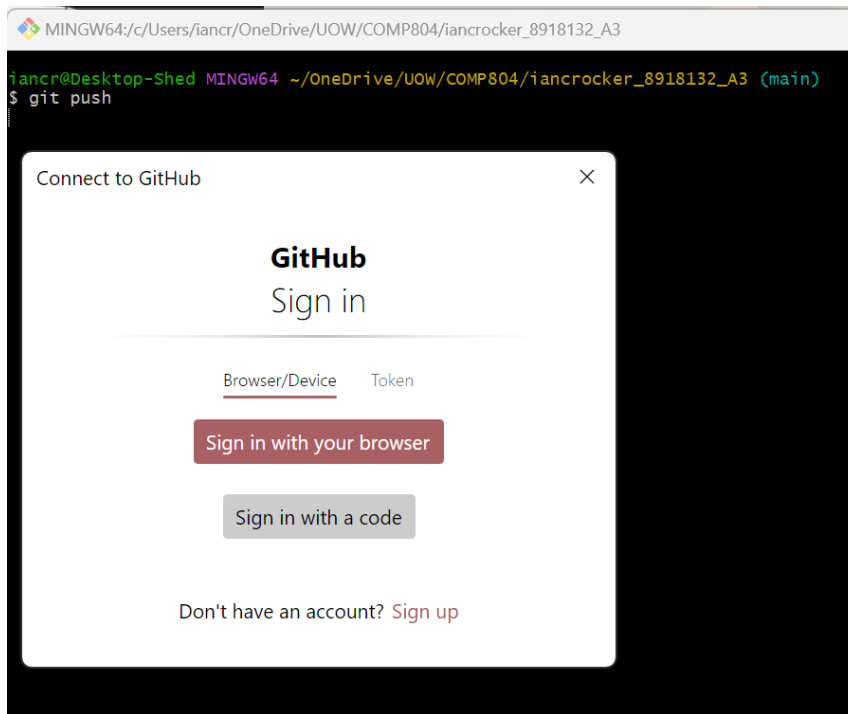 MINGW64:/c/Users/iancr/OneDrive/UOW/COMP804/iancrocker_8918132_A3
iancr@Desktop-Shed MINGW64 ~/OneDrive/UOW/COMP804/iancrocker_8918132_A3 (main)
$ git push
Connect to GitHub
GitHub
Sign in
Browser/Device Token
Sign in with your browser
Sign in with a code
Don't have an account? Sign up